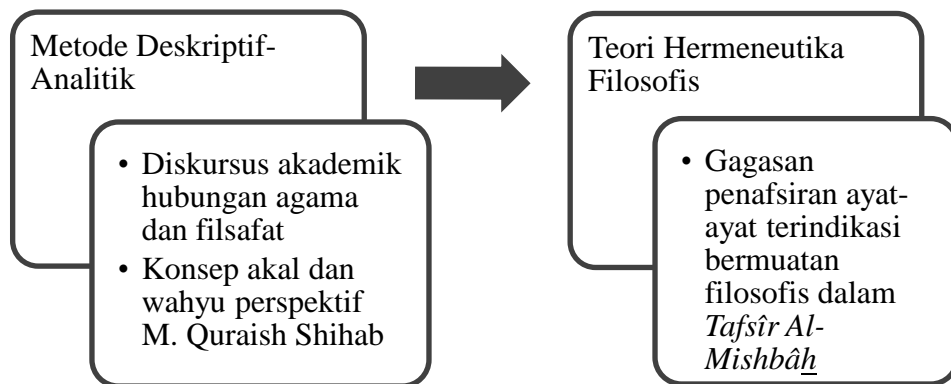 Metode Deskriptif-
Analitik
• Diskursus akademik
hubungan agama
dan filsafat
• Konsep akal dan
wahyu perspektif
M. Quraish Shihab
Teori Hermeneutika
Filosofis
• Gagasan
penafsiran ayat-
ayat terindikasi
bermuatan
filosofis dalam
Tafsîr Al-
Mishbâh